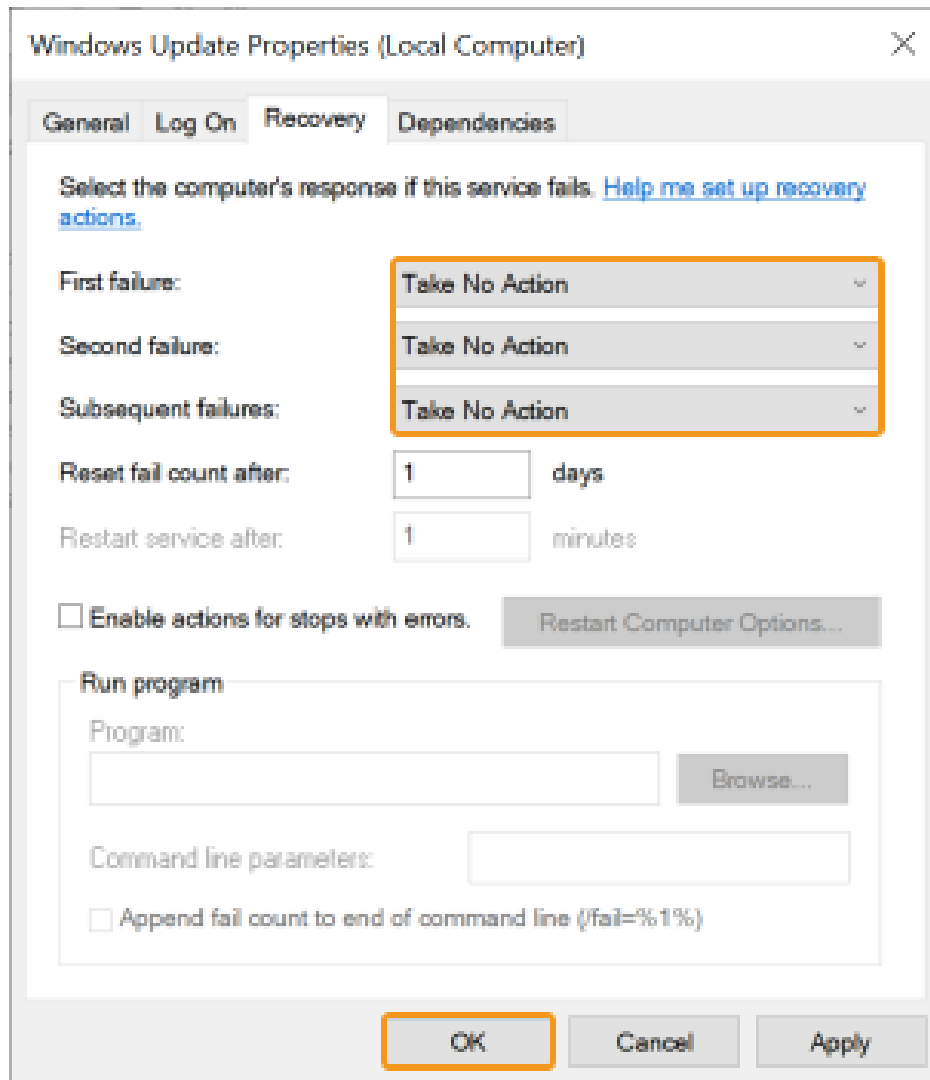 Windows Update Properties (Local Computer)
General Log On Recovery Dependencies
Select the computer's response if this service fails. Help me set up recovery
actions.
First failure: Take No Action
Second failure: Take No Action
Subsequent failures: Take No Action
Reset fail count after: 1 days
Restart service after: 1 minutes
Enable actions for stops with errors. Restart Computer Options...
Run program
Program:
Browse...
Command line parameters:
Append fail count to end of command line (/fail=%1%)
OK Cancel Apply